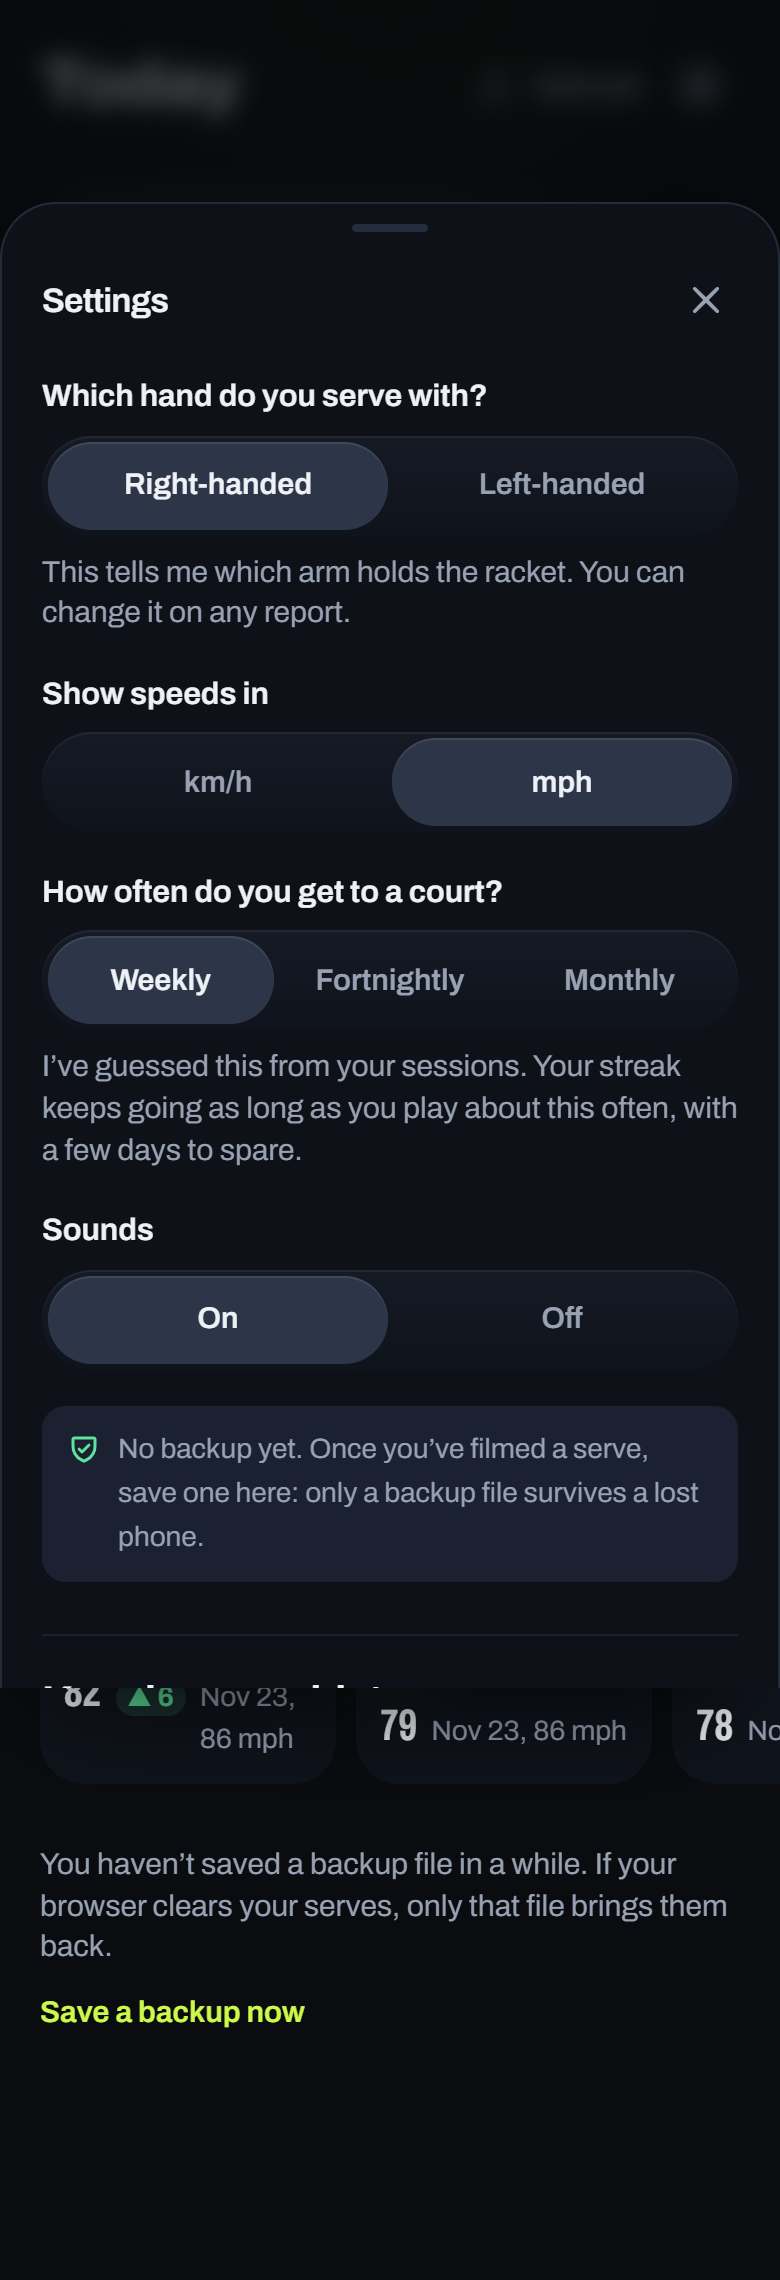 Settings
Which hand do you serve with?
Right-handed Left-handed
This tells me which arm holds the racket. You can
change it on any report.
Show speeds in
km/h mph
How often do you get to a court?
Weekly Fortnightly Monthly
I’ve guessed this from your sessions. Your streak
keeps going as long as you play about this often, with
a few days to spare.
Sounds
On Off
No backup yet. Once you’ve filmed a serve,
save one here: only a backup file survives a lost
phone.
82 ▲6 Nov 23,
86 mph
79 Nov 23, 86 mph
78
You haven’t saved a backup file in a while. If your
browser clears your serves, only that file brings them
back.
Save a backup now